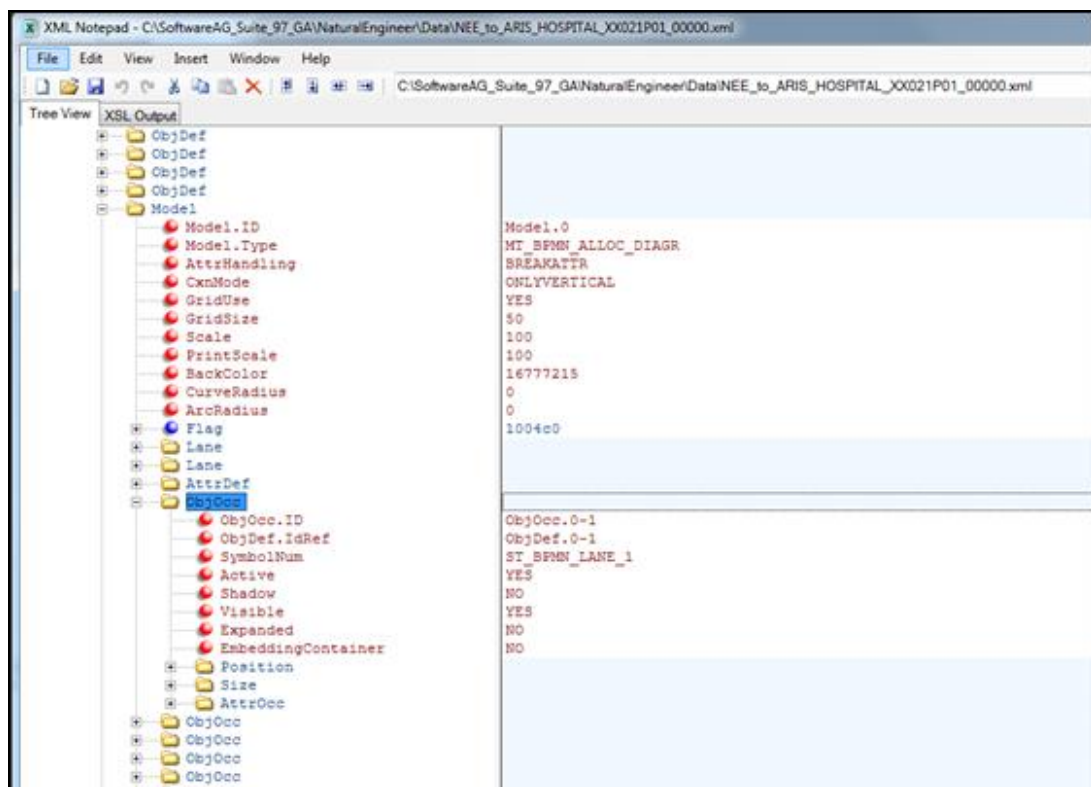 XML Notepad - C:\SoftwareAG_Suite_97_GA\NaturalEngineer\Data\NEE_to_ARIS_HOSPITAL_XX021P01_00000.xml
File Edit View Insert Window Help
C:\SoftwareAG_Suite_97_GA\NaturalEngineer\Data\NEE_to_ARIS_HOSPITAL_XX021P01_00000.xml
Tree View XSL Output
ObjDef
ObjDef
ObjDef
ObjDef
Model
Model.ID Model.0
Model.Type MT_BPMN_ALLOC_DIAGR
AttrHandling BREAKATTR
CxnMode ONLYVERTICAL
GridUse YES
GridSize 50
Scale 100
PrintScale 100
BackColor 16777215
CurveRadius 0
ArcRadius 0
Flag 1004c0
Lane
Lane
AttrDef
ObjOcc
ObjOcc.ID ObjOcc.0-1
ObjDef.IdRef ObjDef.0-1
SymbolNum ST_BPMN_LANE_1
Active YES
Shadow NO
Visible YES
Expanded NO
EmbeddingContainer NO
Position
Size
AttrOcc
ObjOcc
ObjOcc
ObjOcc
ObjOcc